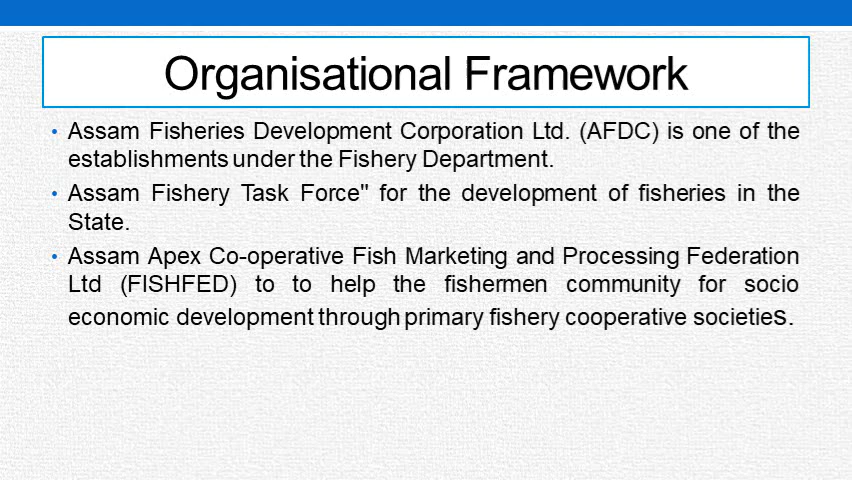 Organisational Framework
• Assam Fisheries Development Corporation Ltd. (AFDC) is one of the
establishments under the Fishery Department.
• Assam Fishery Task Force" for the development of fisheries in the
State.
• Assam Apex Co-operative Fish Marketing and Processing Federation
Ltd (FISHFED) to to help the fishermen community for socio
economic development through primary fishery cooperative societies.